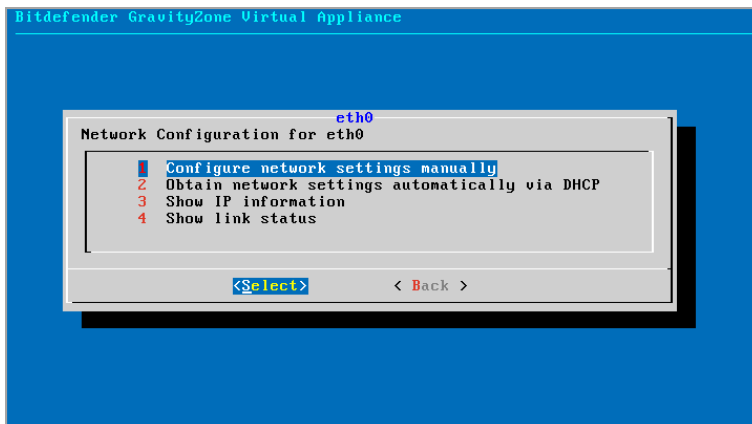 Bitdefender GravityZone Virtual Appliance
eth0
Network Configuration for eth0
1 Configure network settings manually
2 Obtain network settings automatically via DHCP
3 Show IP information
4 Show link status
<Select> < Back >